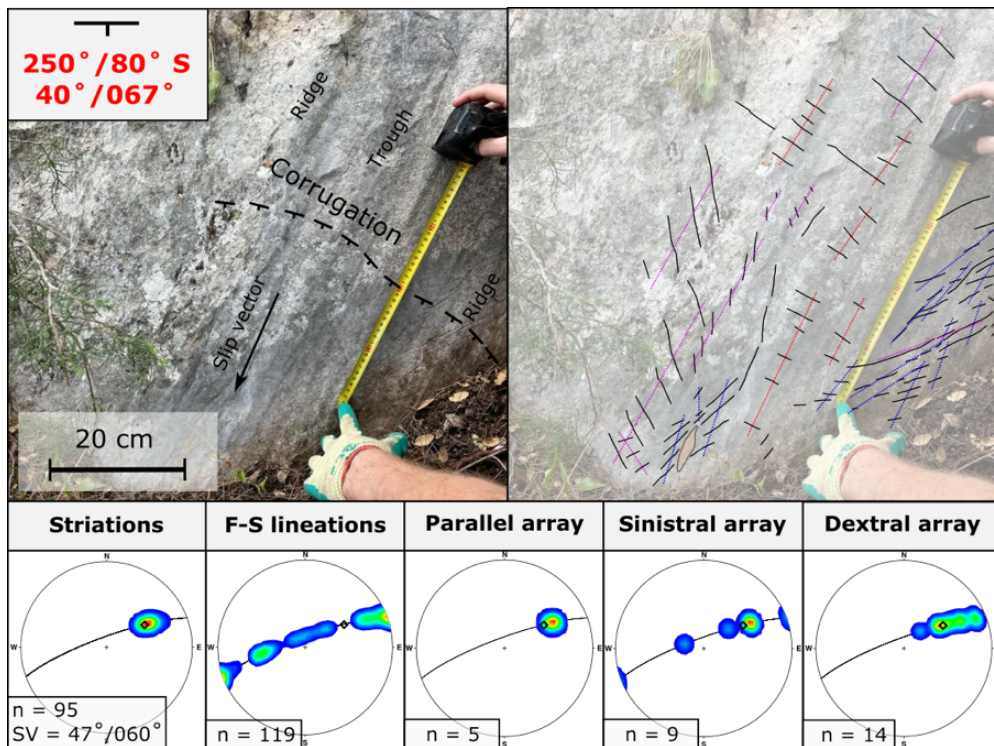 250°/80° S
40°/067°
Ridge
Trough
Corrugation
Slip vector
Ridge
20 cm
Striations
F-S lineations
Parallel array
Sinistral array
Dextral array
N
W
E
n = 95
SV = 47°/060°
N
W
E
S
n = 119
N
W
E
S
n = 5
N
W
E
S
n = 9
N
W
E
S
n = 14